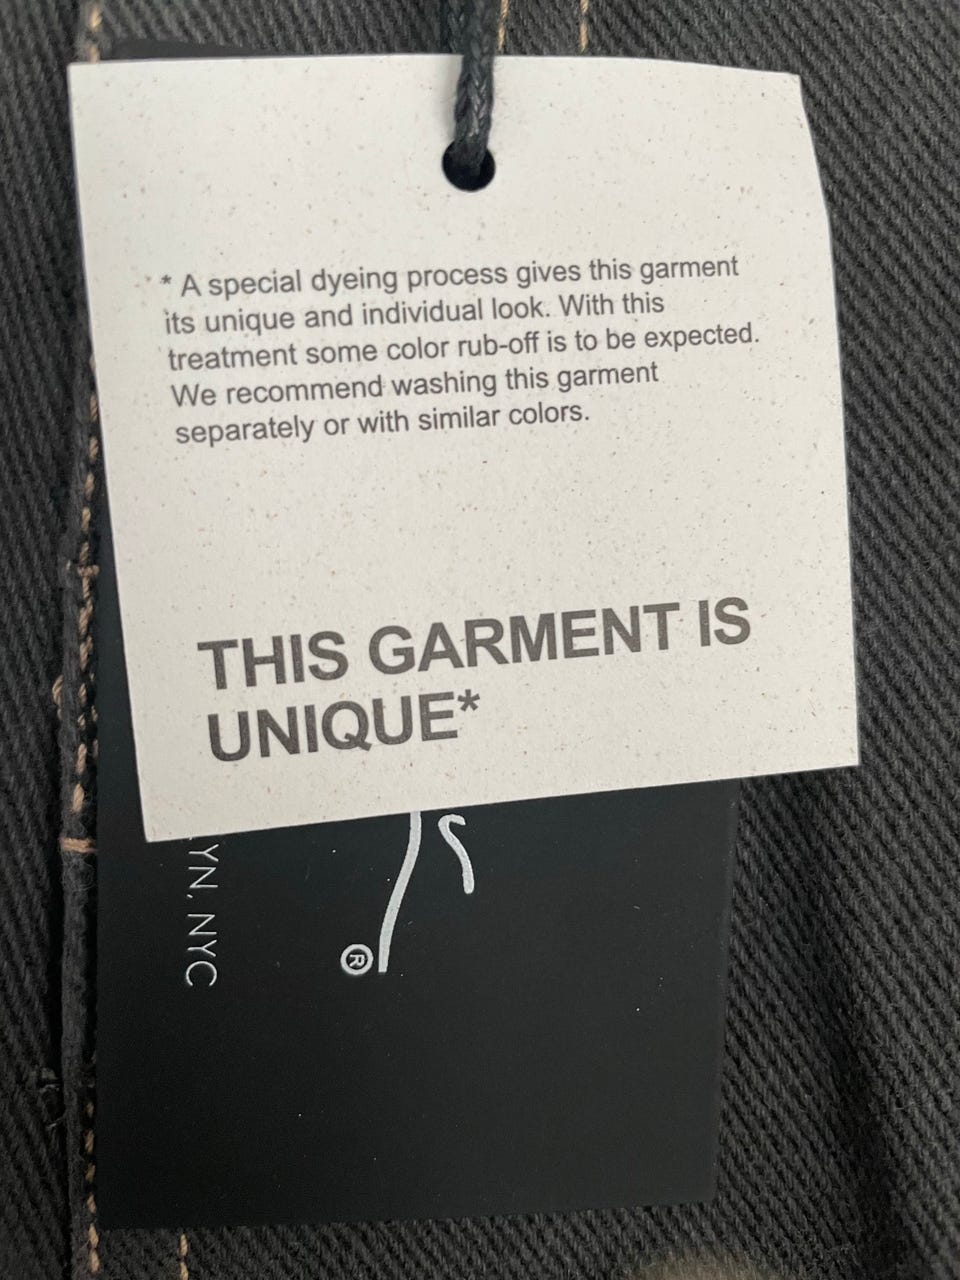 * A special dyeing process gives this garment
its unique and individual look. With this
treatment some color rub-off is to be expected.
We recommend washing this garment
separately or with similar colors.
THIS GARMENT IS
UNIQUE*
YN, NYC
®